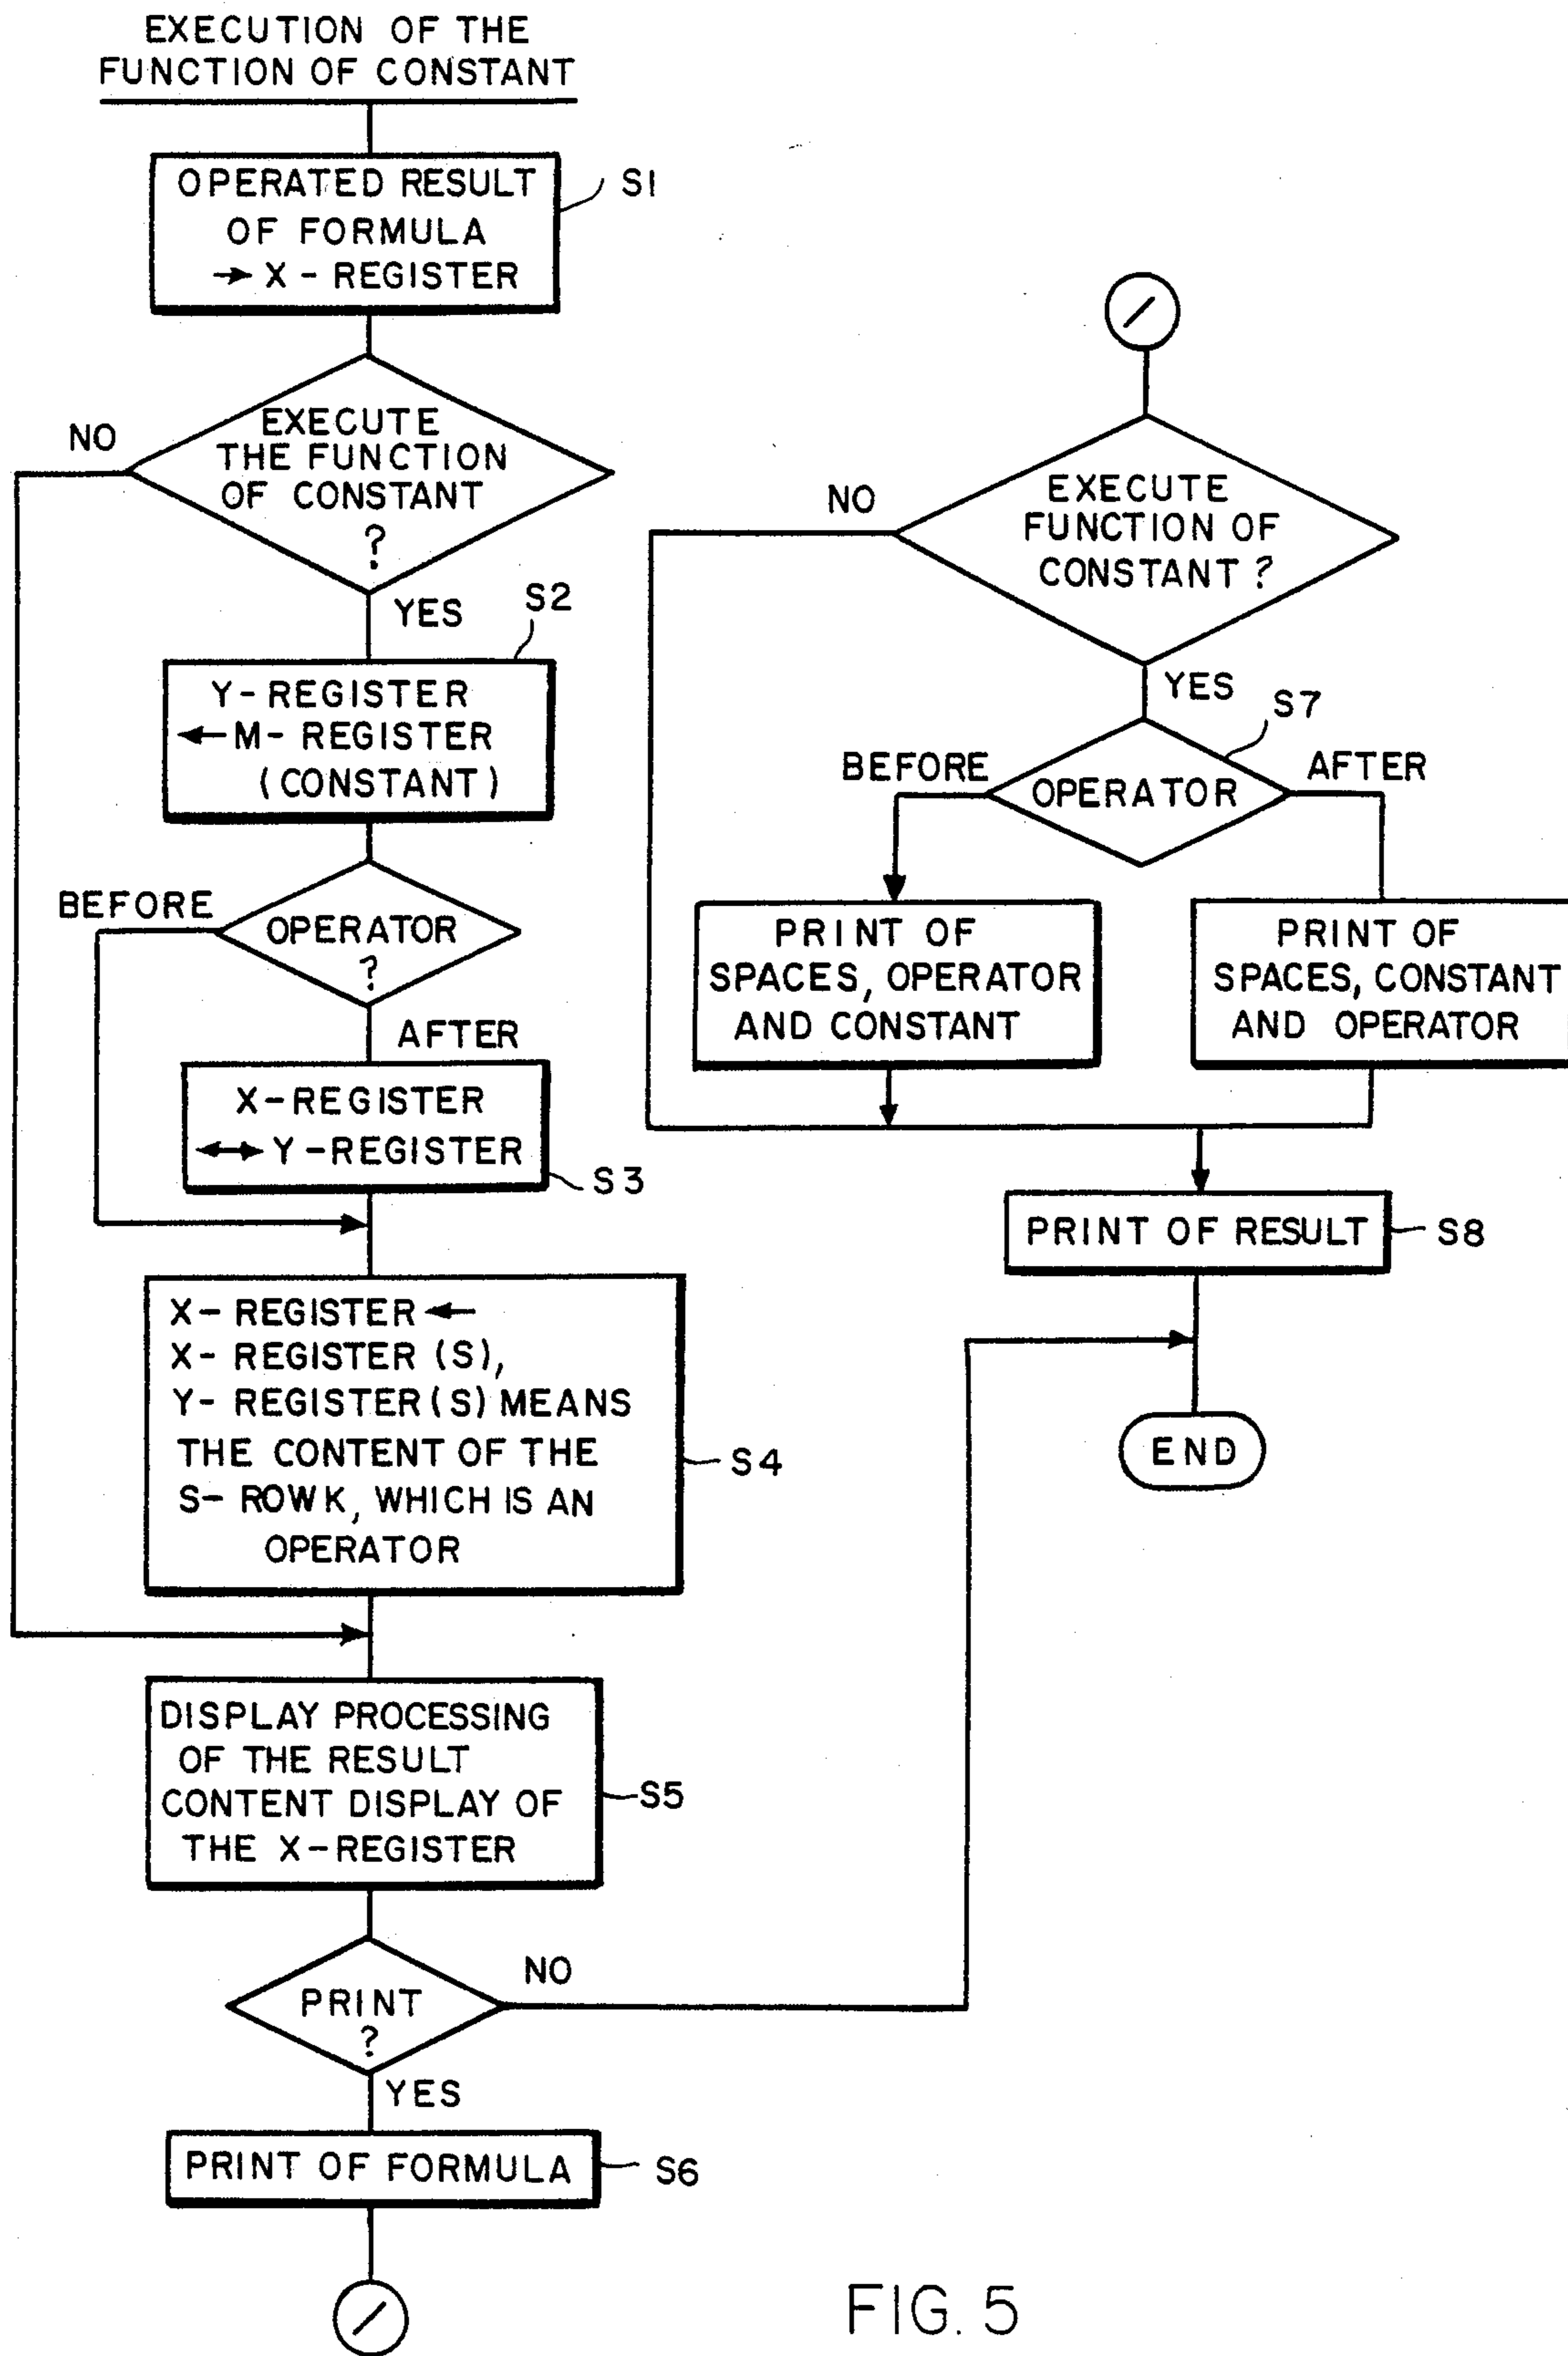 EXECUTION OF THE
FUNCTION OF CONSTANT
OPERATED RESULT
OF FORMULA
→ X - REGISTER
S1
EXECUTE
THE FUNCTION
OF CONSTANT
?
NO
YES
S2
Y-REGISTER
←M- REGISTER
(CONSTANT)
BEFORE
OPERATOR
?
AFTER
X-REGISTER
↔ Y-REGISTER
S3
X- REGISTER ←
X- REGISTER (S),
Y- REGISTER(S) MEANS
THE CONTENT OF THE
S- ROWK, WHICH IS AN
OPERATOR
S4
DISPLAY PROCESSING
OF THE RESULT
CONTENT DISPLAY OF
THE X-REGISTER
S5
PRINT
?
NO
YES
PRINT OF FORMULA
S6
EXECUTE
FUNCTION OF
CONSTANT ?
NO
YES
S7
BEFORE
OPERATOR
AFTER
PRINT OF
SPACES, OPERATOR
AND CONSTANT
PRINT OF
SPACES, CONSTANT
AND OPERATOR
PRINT OF RESULT
S8
END
FIG. 5